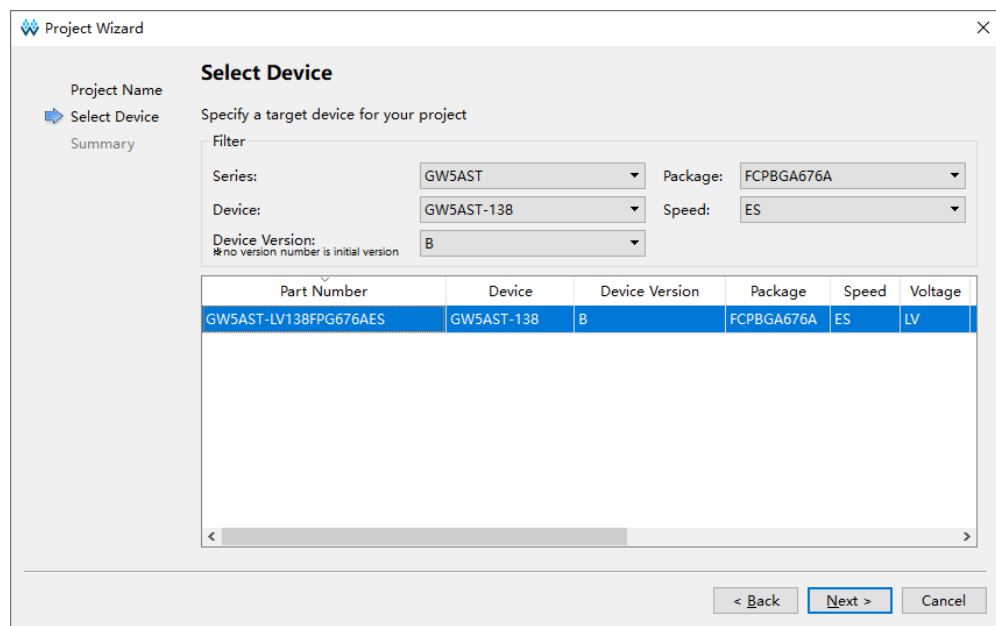 Project Wizard
Project Name
Select Device
Summary
Select Device
Specify a target device for your project
Filter
Series: GW5AST Package: FCPBGA676A
Device: GW5AST-138 Speed: ES
Device Version: B
※no version number is initial version
Part Number Device Device Version Package Speed Voltage
GW5AST-LV138FPG676AES GW5AST-138 B FCPBGA676A ES LV
< Back Next > Cancel